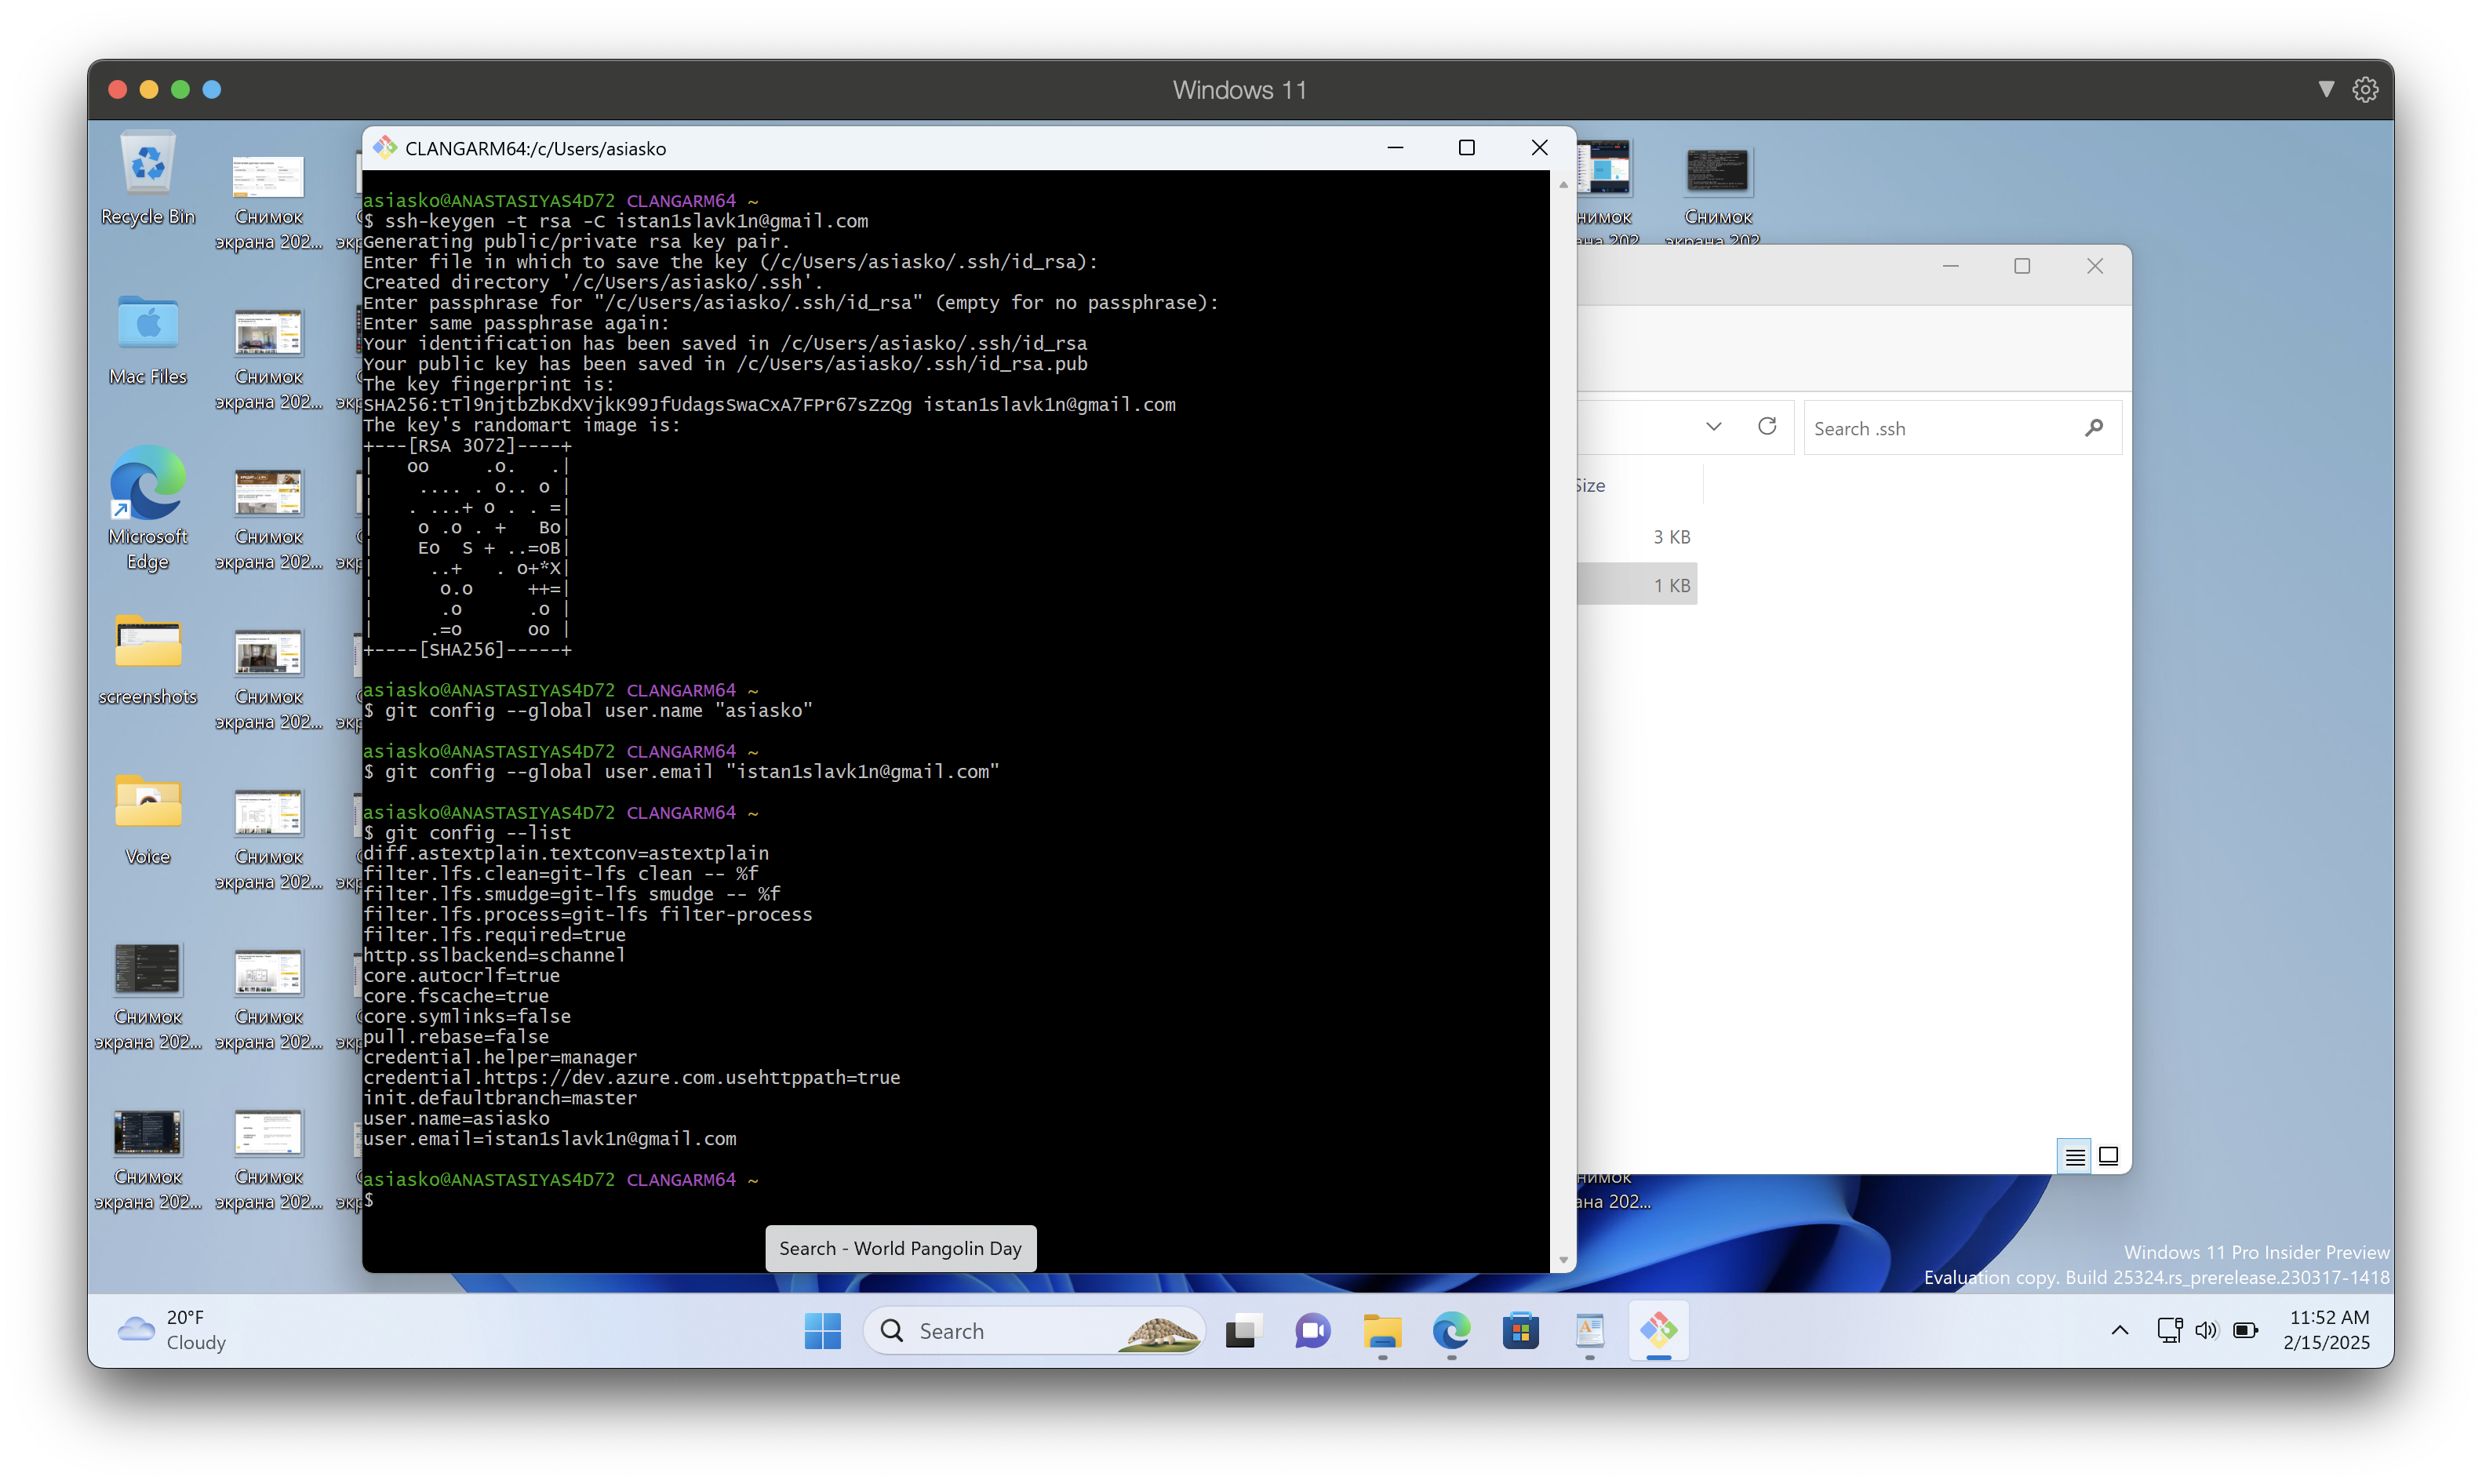 Windows 11
Recycle Bin
Mac Files
Microsoft
Edge
screenshots
Voice
Снимок
экрана 202...
Снимок
экрана 202...
Снимок
экрана 202...
Снимок
экрана 202...
Снимок
экрана 202...
Снимок
экрана 202...
Снимок
экрана 202...
Снимок
экрана 202...
Снимок
экрана 202...
CLANGARM64:/c/Users/asiasko
asiasko@ANASTASIYAS4D72 CLANGARM64 ~
$ ssh-keygen -t rsa -C istan1slavk1n@gmail.com
Generating public/private rsa key pair.
Enter file in which to save the key (/c/Users/asiasko/.ssh/id_rsa):
Created directory '/c/Users/asiasko/.ssh'.
Enter passphrase for "/c/Users/asiasko/.ssh/id_rsa" (empty for no passphrase):
Enter same passphrase again:
Your identification has been saved in /c/Users/asiasko/.ssh/id_rsa
Your public key has been saved in /c/Users/asiasko/.ssh/id_rsa.pub
The key fingerprint is:
SHA256:tTl9njtbZbKdXVjkK99JfUdagsSwaCxA7FPr67sZzQg istan1slavk1n@gmail.com
The key's randomart image is:
+---[RSA 3072]----+
|   oo     .o.   .|
|    .... . o.. o |
|   . ...+ o . . =|
|    o .o . +   Bo|
|    Eo  S + ..=oB|
|     ..+   . o+*X|
|      o.o     ++=|
|      .o      .o |
|     .=o      oo |
+----[SHA256]-----+
asiasko@ANASTASIYAS4D72 CLANGARM64 ~
$ git config --global user.name "asiasko"
asiasko@ANASTASIYAS4D72 CLANGARM64 ~
$ git config --global user.email "istan1slavk1n@gmail.com"
asiasko@ANASTASIYAS4D72 CLANGARM64 ~
$ git config --list
diff.astextplain.textconv=astextplain
filter.lfs.clean=git-lfs clean -- %f
filter.lfs.smudge=git-lfs smudge -- %f
filter.lfs.process=git-lfs filter-process
filter.lfs.required=true
http.sslbackend=schannel
core.autocrlf=true
core.fscache=true
core.symlinks=false
pull.rebase=false
credential.helper=manager
credential.https://dev.azure.com.usehttppath=true
init.defaultbranch=master
user.name=asiasko
user.email=istan1slavk1n@gmail.com
asiasko@ANASTASIYAS4D72 CLANGARM64 ~
$
Search - World Pangolin Day
Снимок
экрана 202
Search .ssh
Size
3 KB
1 KB
Windows 11 Pro Insider Preview
Evaluation copy. Build 25324.rs_prerelease.230317-1418
20°F
Cloudy
Search
11:52 AM
2/15/2025